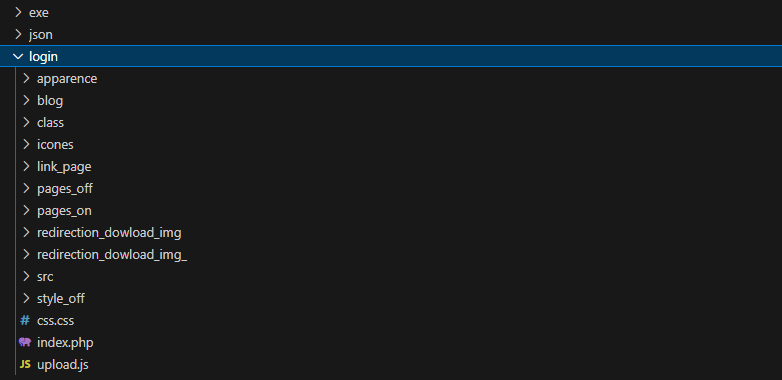 exe
json
login
apparence
blog
class
icones
link_page
pages_off
pages_on
redirection_dowload_img
redirection_dowload_img_
src
style_off
# css.css
index.php
JS upload.js